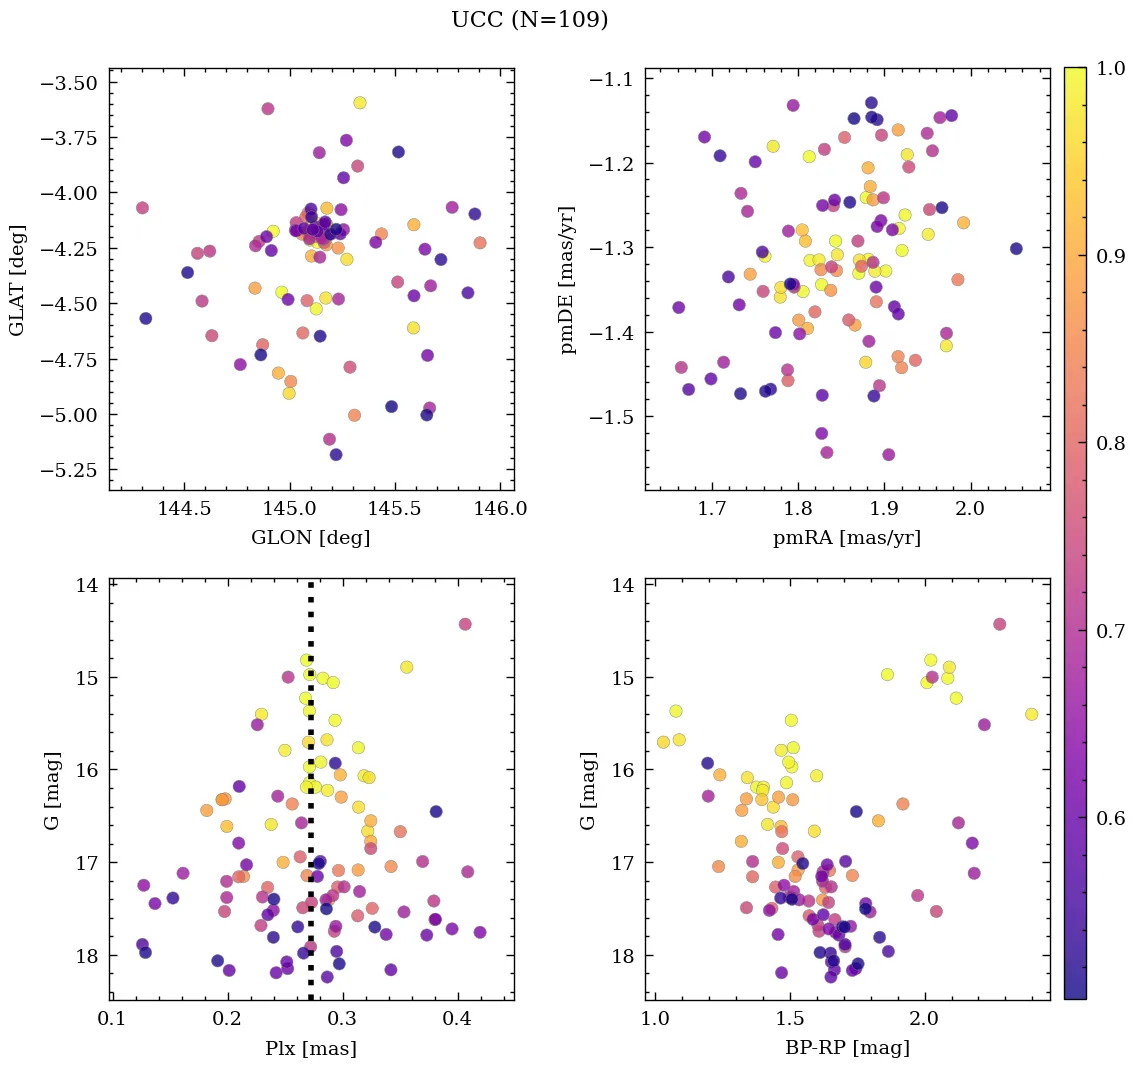 UCC (N=109)
−3.50
−3.75
−4.00
−4.25
−4.50
−4.75
−5.00
−5.25
GLAT [deg]
144.5 145.0 145.5 146.0
GLON [deg]
−1.1
−1.2
−1.3
−1.4
−1.5
pmDE [mas/yr]
1.7 1.8 1.9 2.0
pmRA [mas/yr]
14
15
16
17
18
G [mag]
0.1 0.2 0.3 0.4
Plx [mas]
14
15
16
17
18
G [mag]
1.0 1.5 2.0
BP-RP [mag]
1.0
0.9
0.8
0.7
0.6